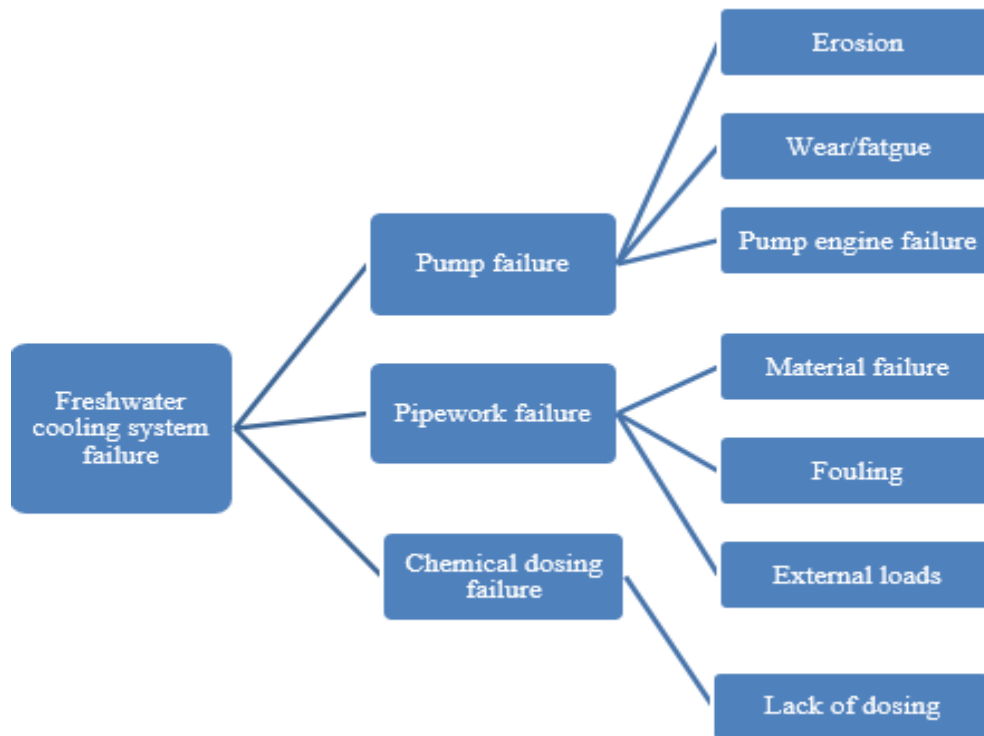 Erosion
Wear/fatgue
Pump engine failure
Pump failure
Material failure
Freshwater
cooling system
failure
Pipework failure
Fouling
Chemical dosing
failure
External loads
Lack of dosing